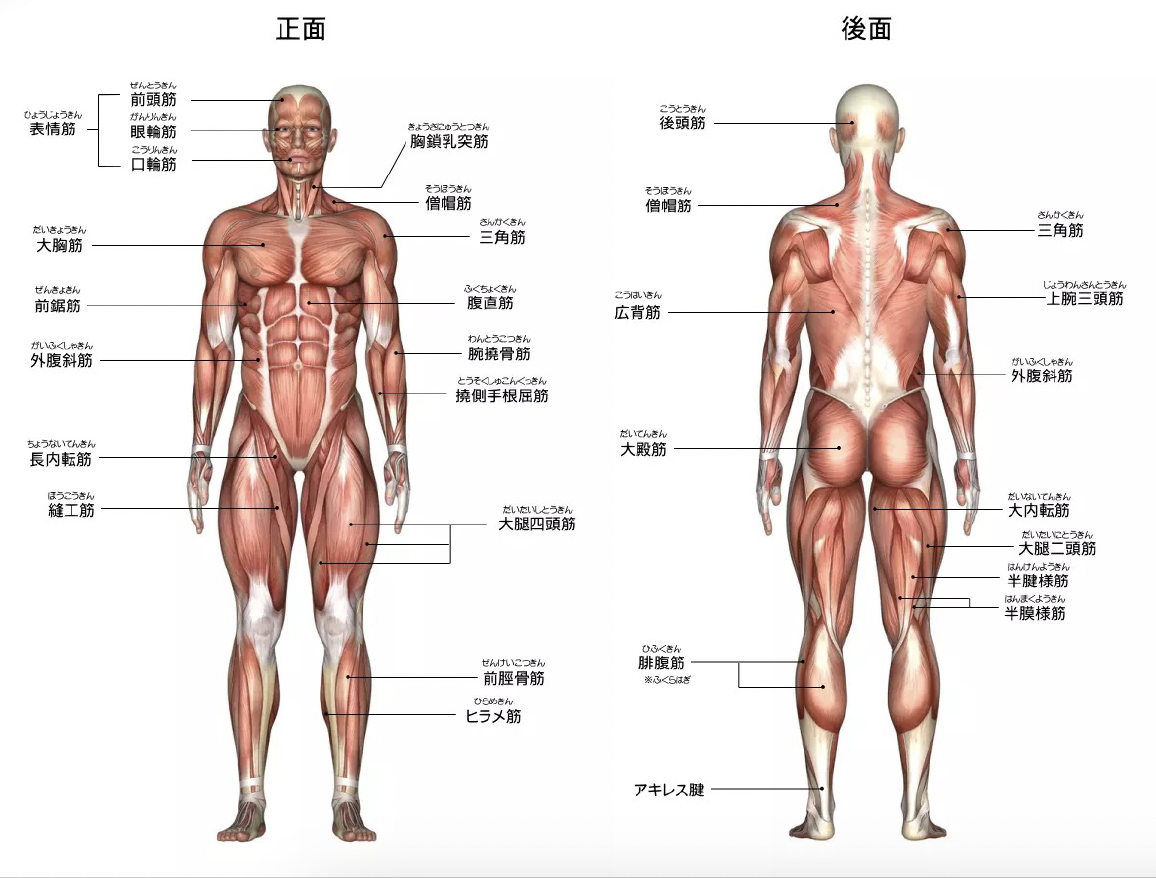 正面
ぜんとうきん
前頭筋
ひょうじょうきん
表情筋
がんりんきん
眼輪筋
こうりんきん
口輪筋
きょうさにゅうとつきん
胸鎖乳突筋
そうぼうきん
僧帽筋
だいきょうきん
大胸筋
さんかくきん
三角筋
ぜんきょきん
前鋸筋
ふくちょくきん
腹直筋
がいふくしゃきん
外腹斜筋
わんとうこつきん
腕撓骨筋
とうそくしゅこんくっきん
撓側手根屈筋
ちょうないてんきん
長内転筋
ほうこうきん
縫工筋
だいたいしとうきん
大腿四頭筋
ぜんけいこつきん
前脛骨筋
ひらめきん
ヒラメ筋
後面
こうとうきん
後頭筋
そうぼうきん
僧帽筋
さんかくきん
三角筋
こうはいきん
広背筋
じょうわんさんとうきん
上腕三頭筋
がいふくしゃきん
外腹斜筋
だいてんきん
大殿筋
だいないてんきん
大内転筋
だいたいことうきん
大腿二頭筋
はんけんようきん
半腱様筋
はんまくようきん
半膜様筋
ひふくきん
腓腹筋
※ふくらはぎ
アキレス腱